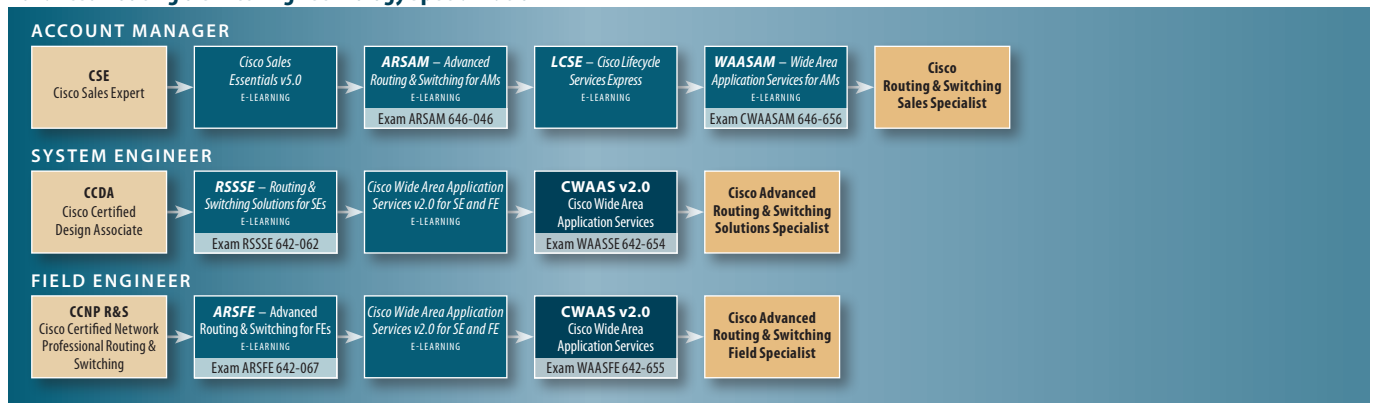 ACCOUNT MANAGER
CSE
Cisco Sales Expert
Cisco Sales
Essentials v5.0
E-LEARNING
ARSAM – Advanced
Routing & Switching for AMs
E-LEARNING
Exam ARSAM 646-046
LCSE – Cisco Lifecycle
Services Express
E-LEARNING
WAASAM – Wide Area
Application Services for AMs
E-LEARNING
Exam CWAASAM 646-656
Cisco
Routing & Switching
Sales Specialist
SYSTEM ENGINEER
CCDA
Cisco Certified
Design Associate
RSSSE – Routing &
Switching Solutions for SEs
E-LEARNING
Exam RSSSE 642-062
Cisco Wide Area Application
Services v2.0 for SE and FE
E-LEARNING
CWAAS v2.0
Cisco Wide Area
Application Services
Exam WAASSE 642-654
Cisco Advanced
Routing & Switching
Solutions Specialist
FIELD ENGINEER
CCNP R&S
Cisco Certified Network
Professional Routing &
Switching
ARSFE – Advanced
Routing & Switching for FEs
E-LEARNING
Exam ARSFE 642-067
Cisco Wide Area Application
Services v2.0 for SE and FE
E-LEARNING
CWAAS v2.0
Cisco Wide Area
Application Services
Exam WAASFE 642-655
Cisco Advanced
Routing & Switching
Field Specialist